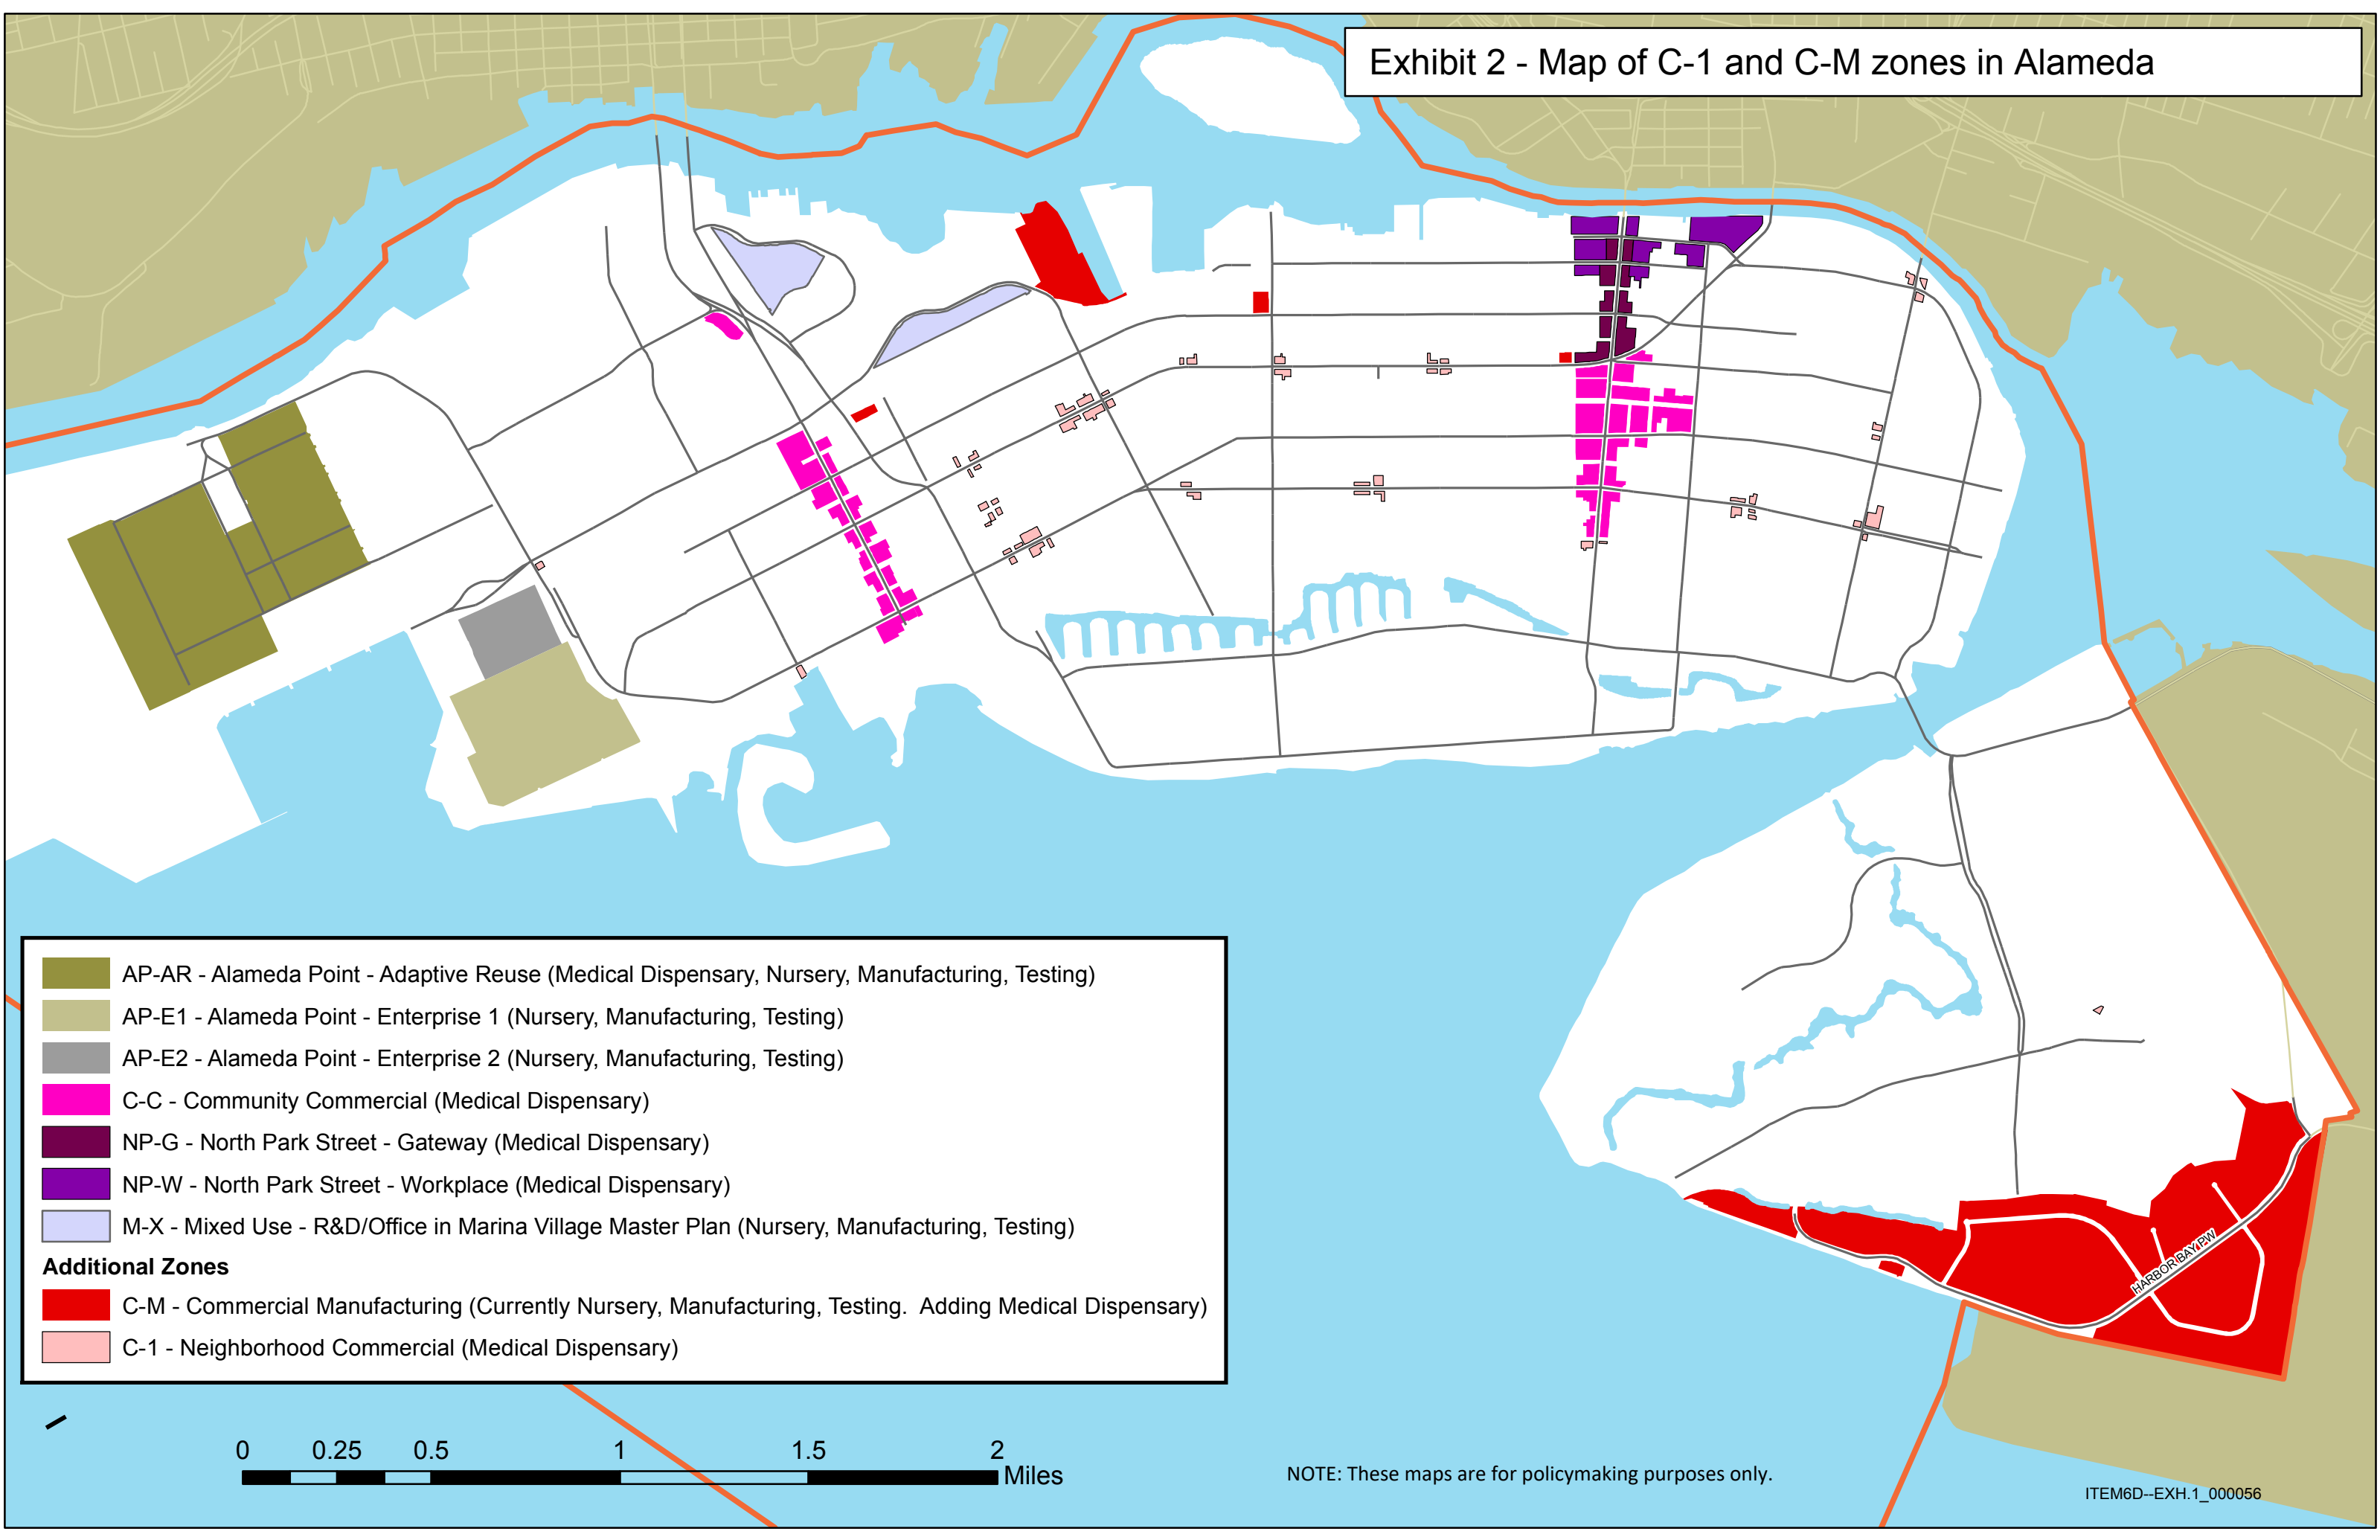 Exhibit 2 - Map of C-1 and C-M zones in Alameda
AP-AR - Alameda Point - Adaptive Reuse (Medical Dispensary, Nursery, Manufacturing, Testing)
AP-E1 - Alameda Point - Enterprise 1 (Nursery, Manufacturing, Testing)
AP-E2 - Alameda Point - Enterprise 2 (Nursery, Manufacturing, Testing)
C-C - Community Commercial (Medical Dispensary)
NP-G - North Park Street - Gateway (Medical Dispensary)
NP-W - North Park Street - Workplace (Medical Dispensary)
M-X - Mixed Use - R&D/Office in Marina Village Master Plan (Nursery, Manufacturing, Testing)
Additional Zones
C-M - Commercial Manufacturing (Currently Nursery, Manufacturing, Testing.  Adding Medical Dispensary)
C-1 - Neighborhood Commercial (Medical Dispensary)
HARBOR BAY PW
0 0.25 0.5 1 1.5 2
Miles
NOTE: These maps are for policymaking purposes only.
ITEM6D--EXH.1_000056